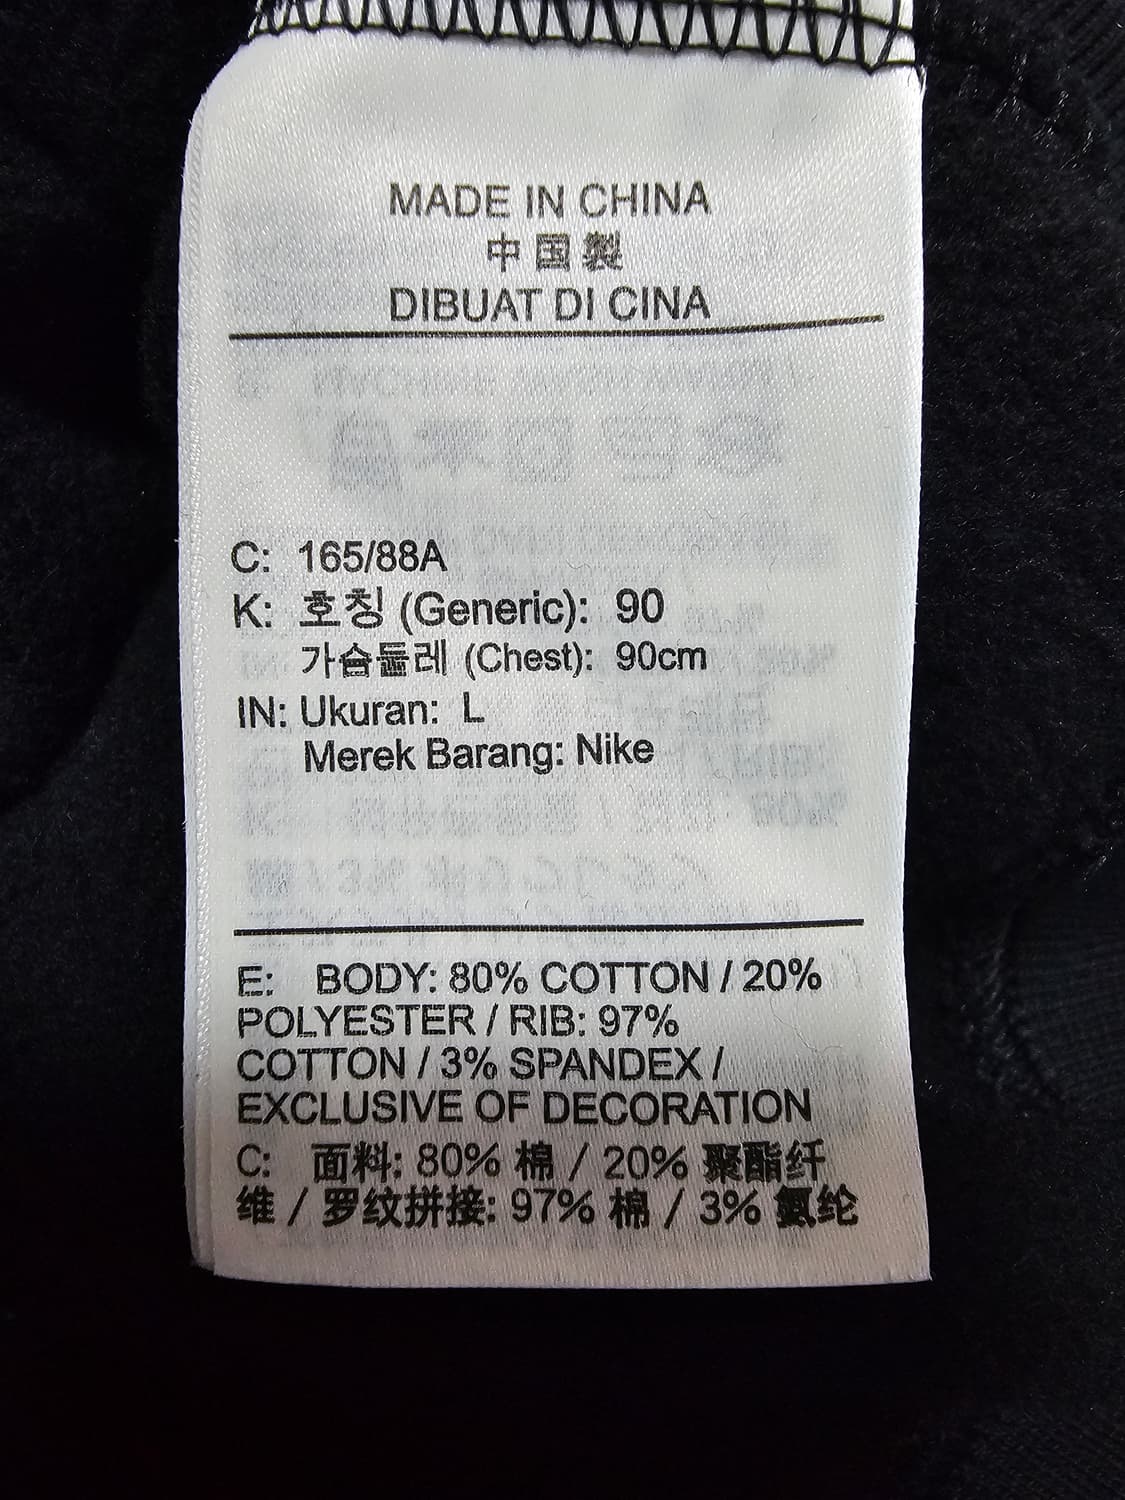 MADE IN CHINA
中国製
DIBUAT DI CINA
C: 165/88A
K: 호칭 (Generic): 90
가슴둘레 (Chest): 90cm
IN: Ukuran: L
Merek Barang: Nike
E: BODY: 80% COTTON / 20%
POLYESTER / RIB: 97%
COTTON / 3% SPANDEX /
EXCLUSIVE OF DECORATION
C: 面料: 80% 棉 / 20% 聚酯纤
维 / 罗纹拼接: 97% 棉 / 3% 氨纶